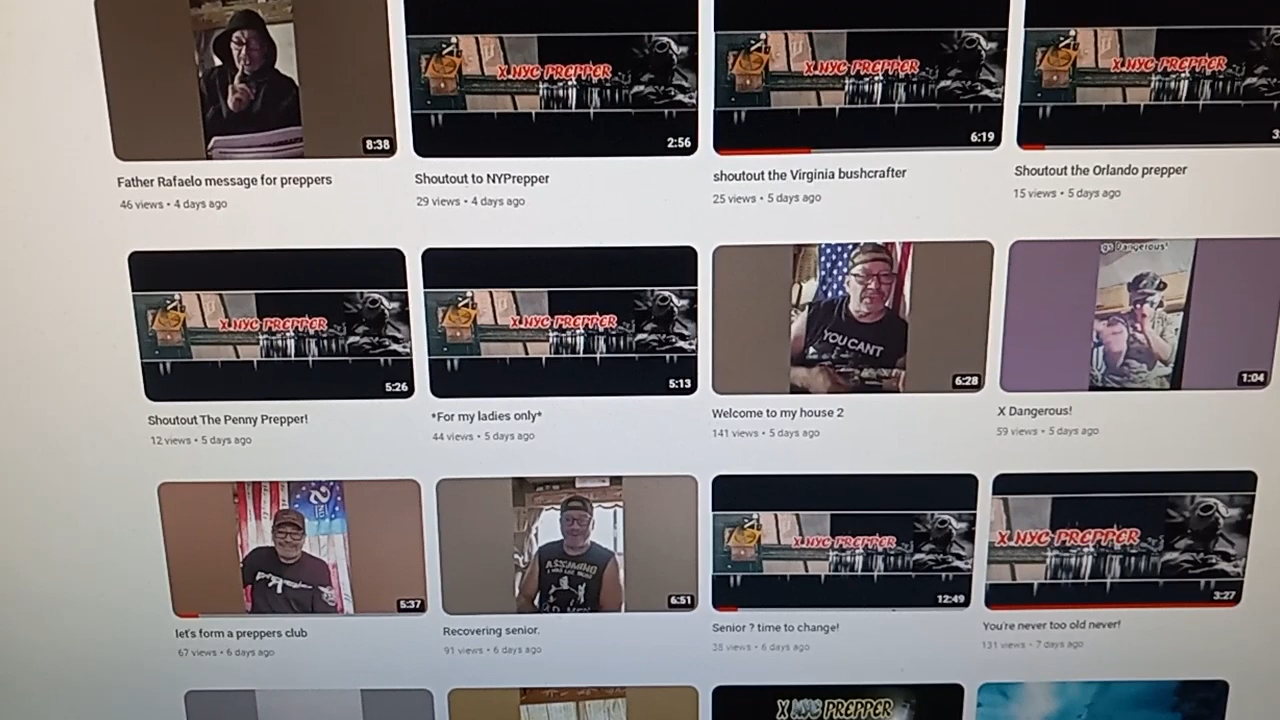 8:38
X NYC PREPPER
2:56
X NYC PREPPER
6:19
X NYC PREPPER
Father Rafaelo message for preppers
46 views • 4 days ago
Shoutout to NYPrepper
29 views • 4 days ago
shoutout the Virginia bushcrafter
25 views • 5 days ago
Shoutout the Orlando prepper
15 views • 5 days ago
X NYC PREPPER
5:26
X NYC PREPPER
5:13
YOU CANT
6:28
Dangerous!
1:04
Shoutout The Penny Prepper!
12 views • 5 days ago
*For my ladies only*
44 views • 5 days ago
Welcome to my house 2
141 views • 5 days ago
X Dangerous!
59 views • 5 days ago
5:37
ASSUMING
6:51
X NYC PREPPER
12:49
X NYC PREPPER
3:27
let's form a preppers club
67 views • 6 days ago
Recovering senior.
91 views • 6 days ago
Senior ? time to change!
38 views • 6 days ago
You're never too old never!
131 views • 7 days ago
X NYC PREPPER